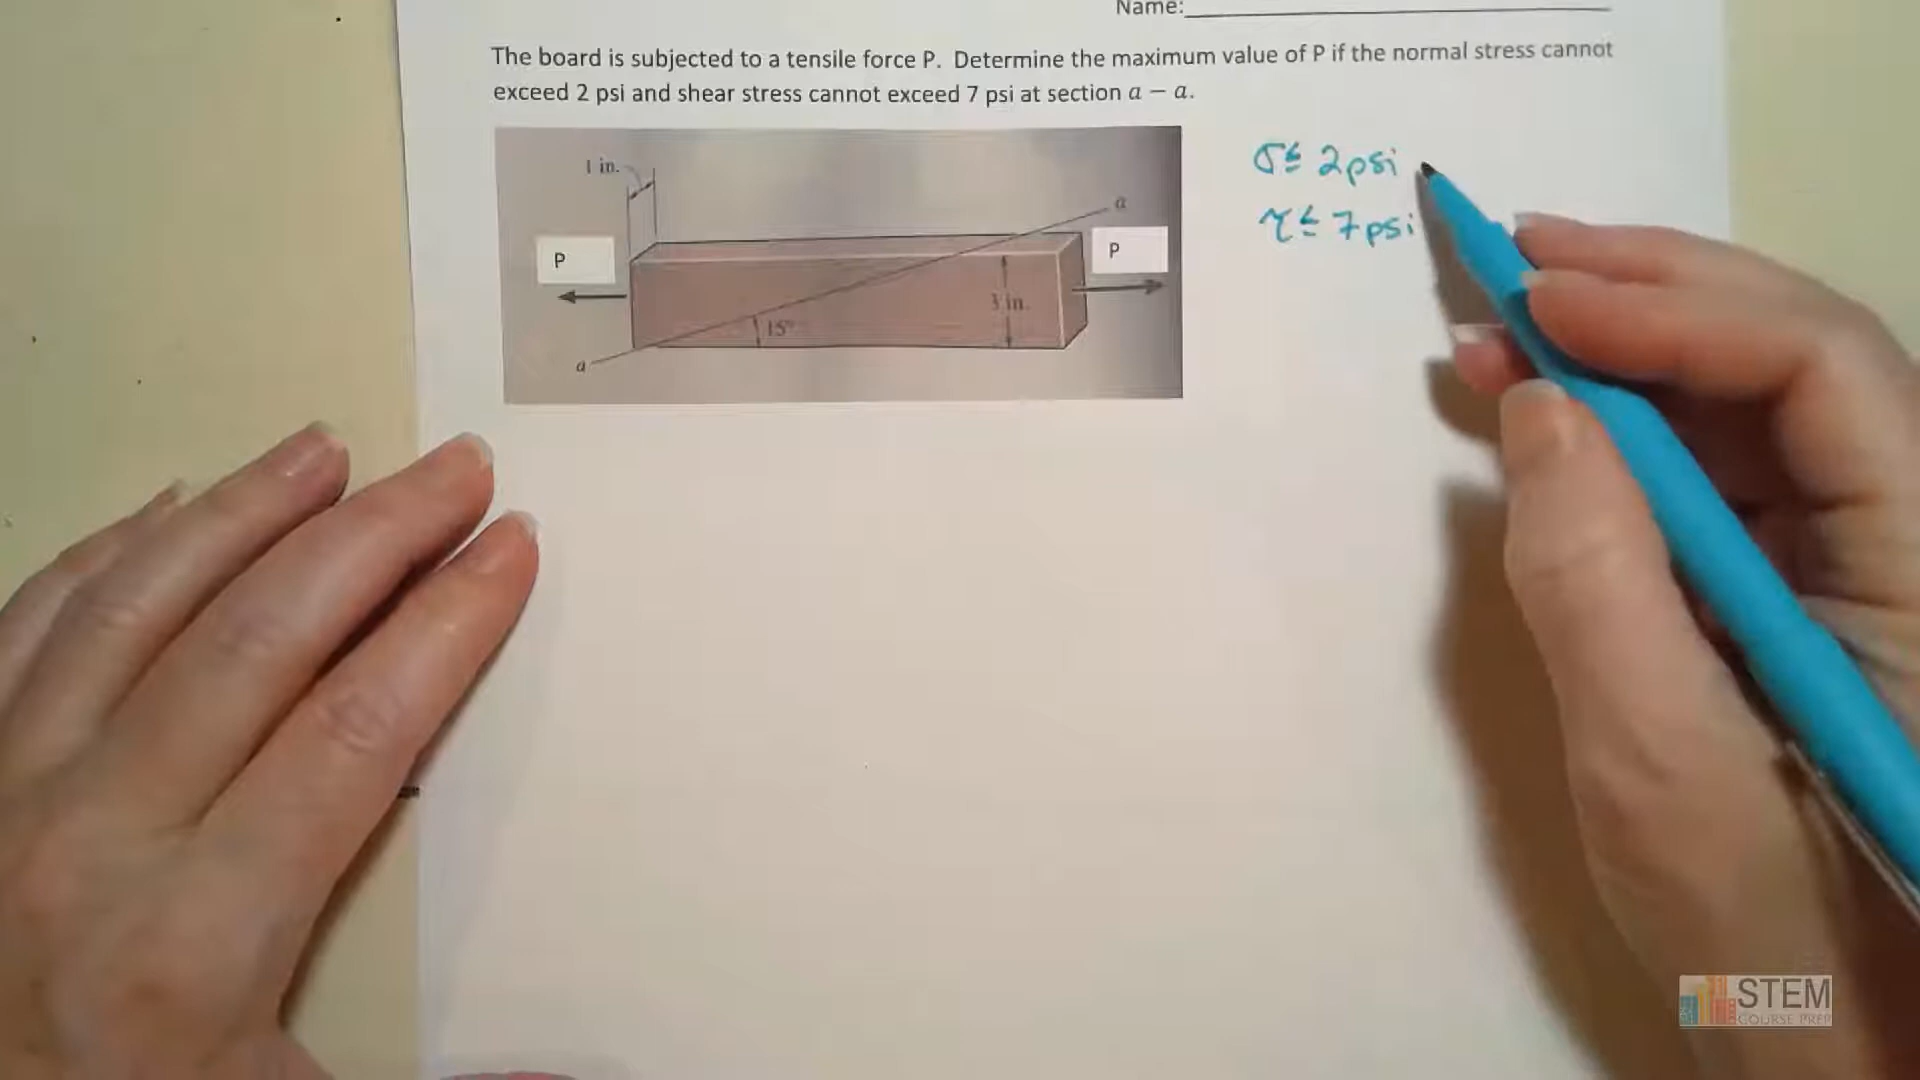 Name:
The board is subjected to a tensile force P. Determine the maximum value of P if the normal stress cannot
exceed 2 psi and shear stress cannot exceed 7 psi at section a − a.
1 in.
a
P
P
3 in.
15°
a
σ ≤ 2psi
τ ≤ 7psi
STEM
COURSE PREP